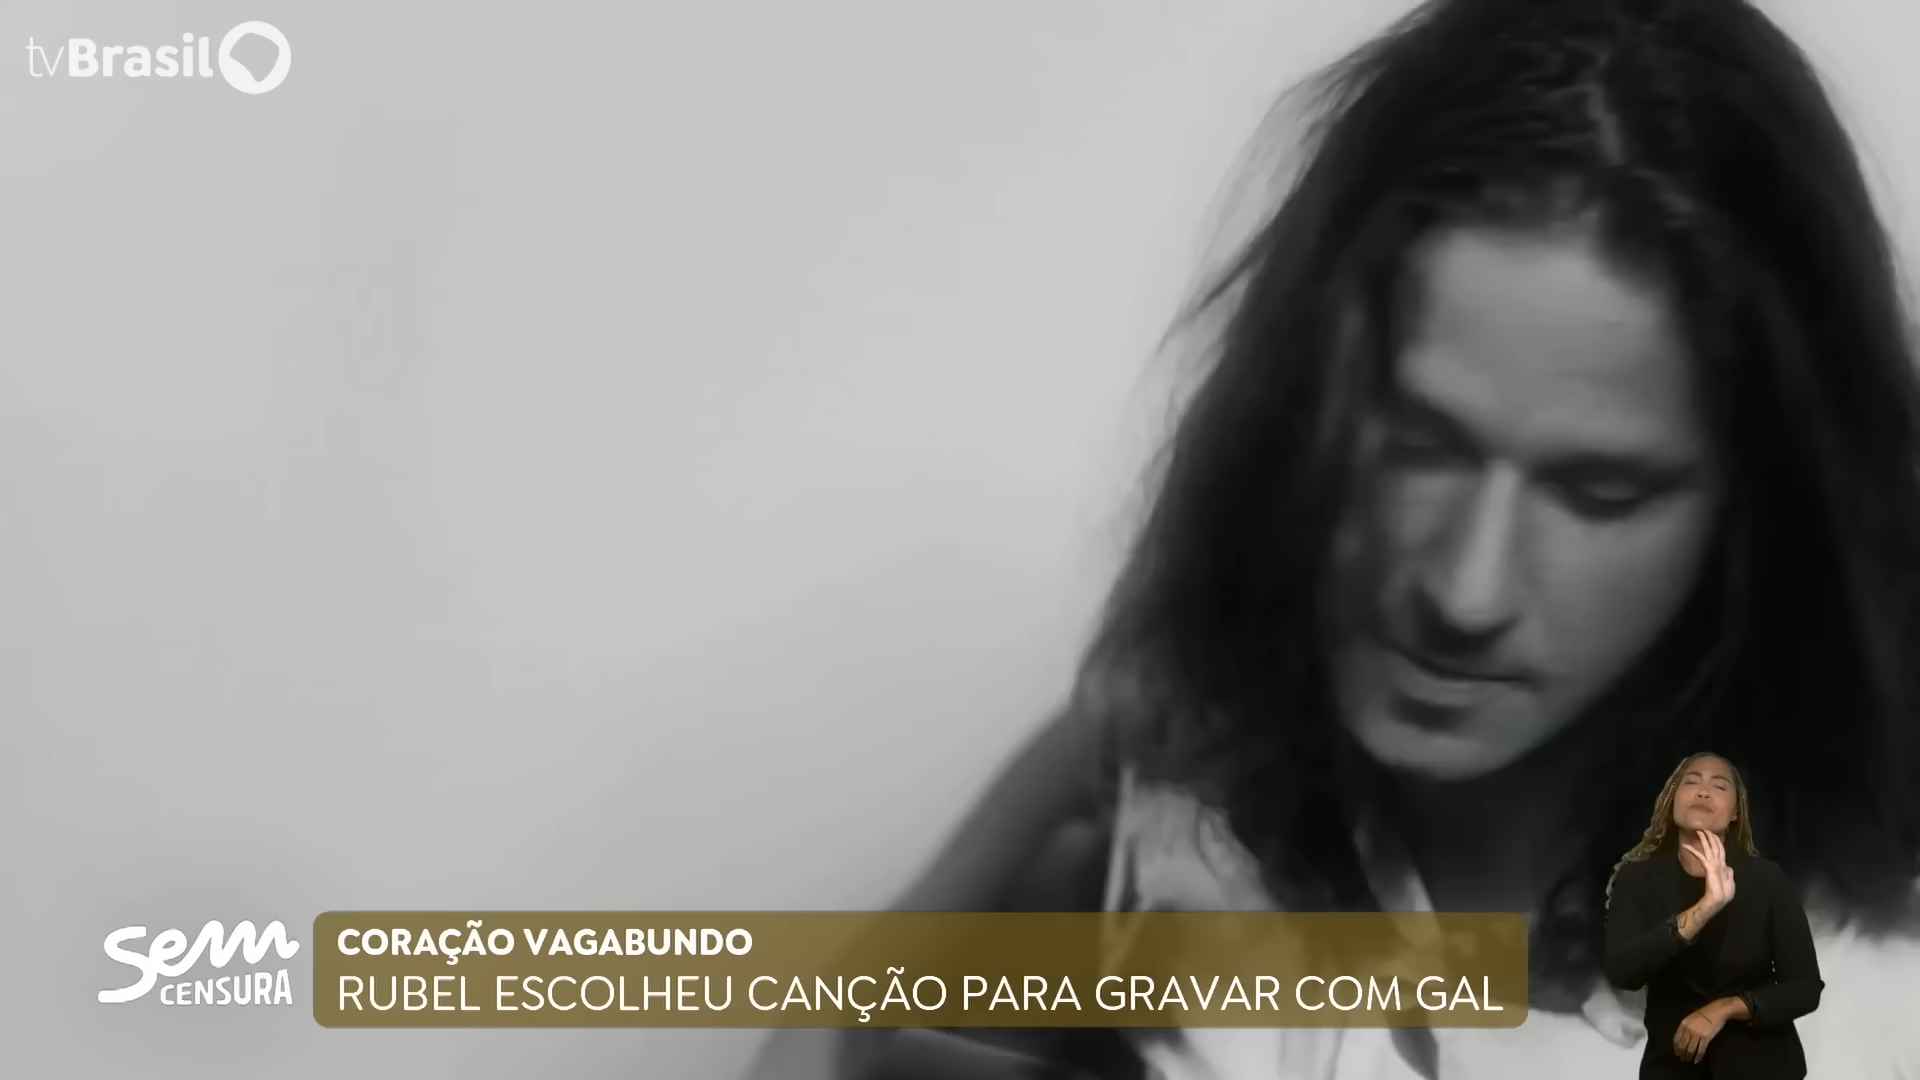 tvBrasil
Sem
CENSURA
CORAÇÃO VAGABUNDO
RUBEL ESCOLHEU CANÇÃO PARA GRAVAR COM GAL